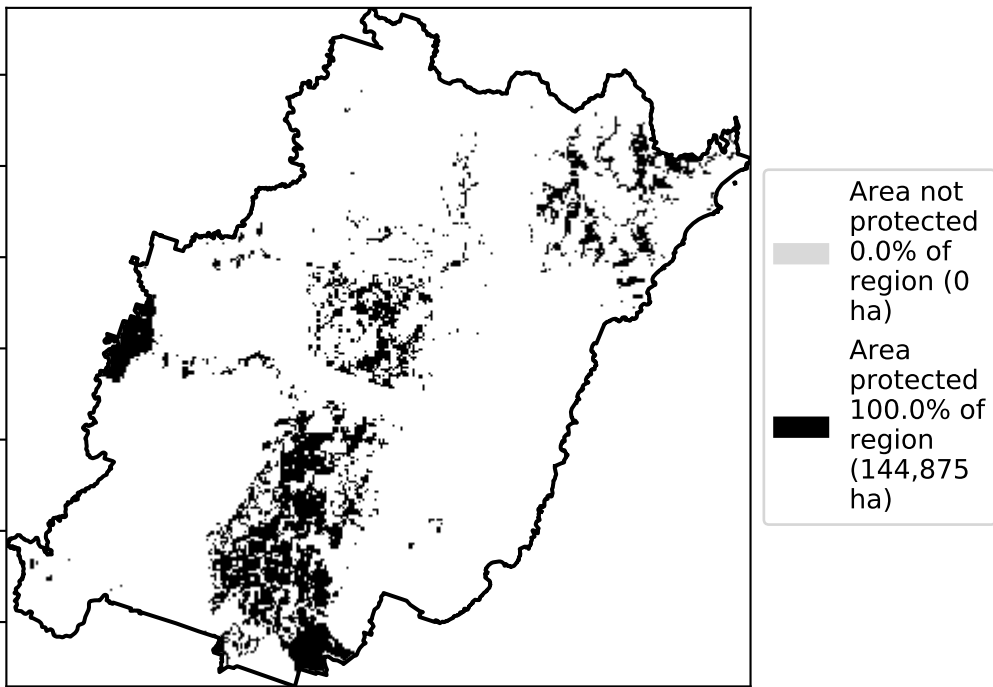 Area not
protected
0.0% of
region (0
ha)
Area
protected
100.0% of
region
(144,875
ha)